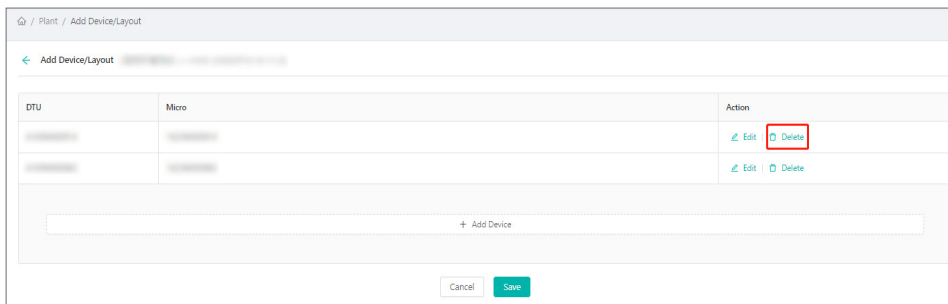 / Plant / Add Device/Layout
← Add Device/Layout
DTU Micro Action
Edit Delete
Edit Delete
+ Add Device
Cancel Save